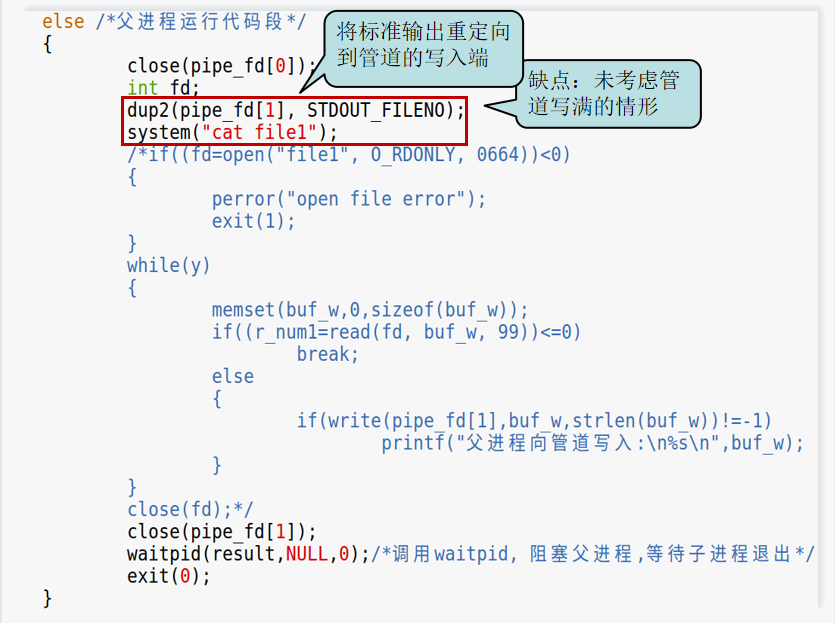 else /*父进程运行代码段*/
{
close(pipe_fd[0]);
int fd;
dup2(pipe_fd[1], STDOUT_FILENO);
system("cat file1");
/*if((fd=open("file1", O_RDONLY, 0664))<0)
{
perror("open file error");
exit(1);
}
while(y)
{
memset(buf_w,0,sizeof(buf_w));
if((r_num1=read(fd, buf_w, 99))<=0)
break;
else
{
if(write(pipe_fd[1],buf_w,strlen(buf_w))!=-1)
printf("父进程向管道写入:\n%s\n",buf_w);
}
}
close(fd);*/
close(pipe_fd[1]);
waitpid(result,NULL,0);/*调用waitpid, 阻塞父进程,等待子进程退出*/
exit(0);
}
将标准输出重定向
到管道的写入端
缺点：未考虑管
道写满的情形